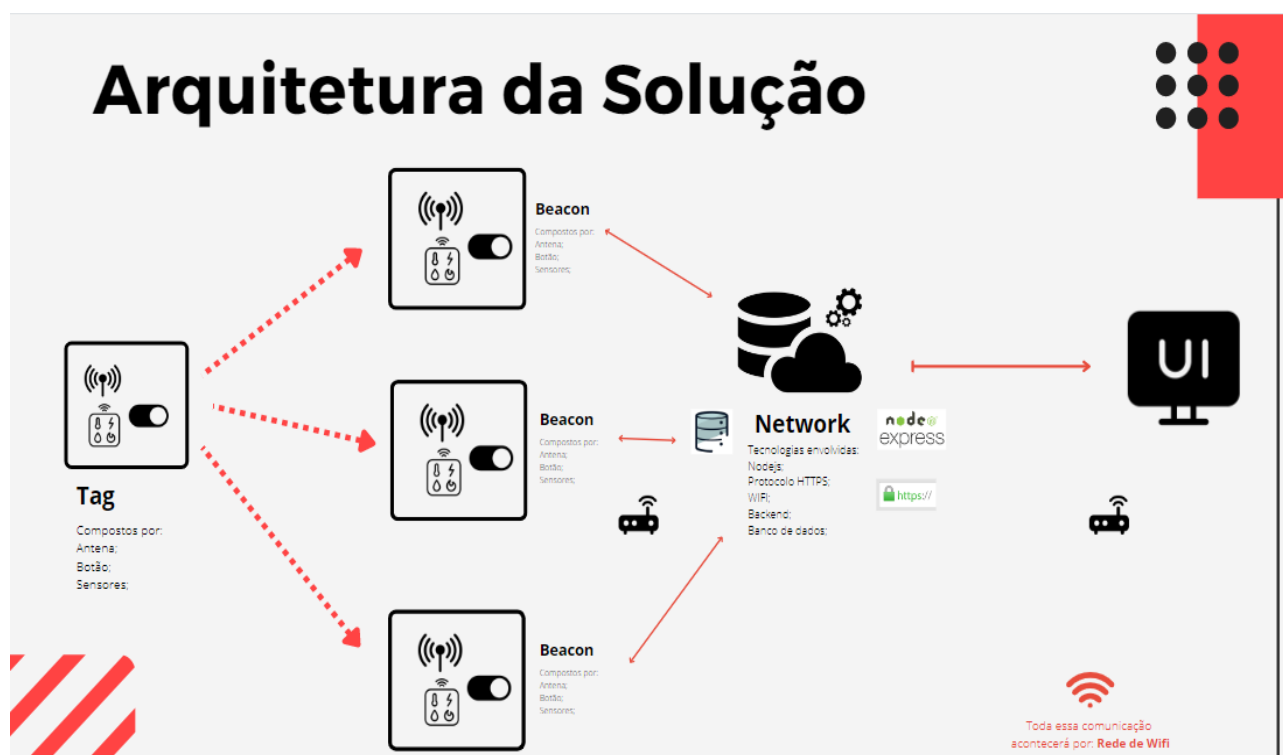 Arquitetura da Solução
Beacon
Compostos por:
Antena;
Botão;
Sensores;
UI
Tag
Compostos por:
Antena;
Botão;
Sensores;
Beacon
Compostos por:
Antena;
Botão;
Sensores;
Network
Tecnologias envolvidas:
Nodejs;
Protocolo HTTPS;
WIFI;
Backend;
Banco de dados;
node
express
https://
Beacon
Compostos por:
Antena;
Botão;
Sensores;
Toda essa comunicação
acontecerá por: Rede de Wifi